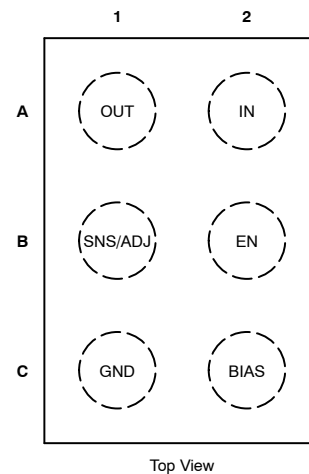 1 2
A OUT IN
B SNS/ADJ EN
C GND BIAS
Top View